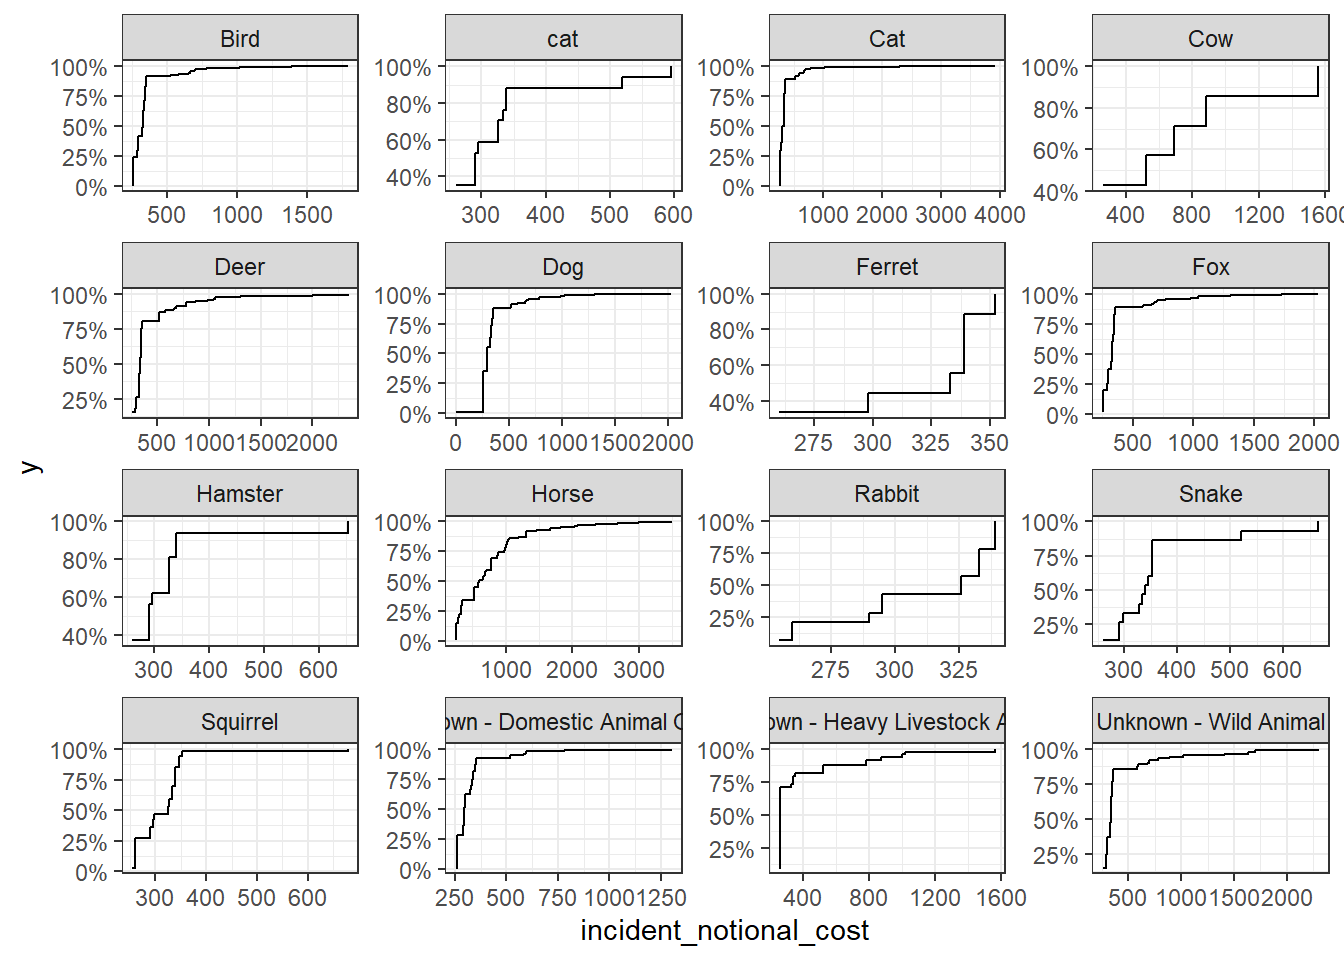 Bird cat Cat Cow
100% 100% 100% 100%
75% 80% 75% 80%
50% 60% 50% 60%
25% 40% 25% 40%
0% 0%
500 1000 1500 300 400 500 600 1000 2000 3000 4000 400 800 1200 1600
Deer Dog Ferret Fox
100% 100% 100% 100%
75% 75% 80% 75%
50% 50% 60% 50%
25% 25% 40% 25%
0% 0%
500 1000 1500 2000 0 500 1000 1500 2000 275 300 325 350 500 1000 1500 2000
y
Hamster Horse Rabbit Snake
100% 100% 100% 100%
80% 75% 75% 75%
60% 50% 50% 50%
40% 25% 25% 25%
0%
300 400 500 600 1000 2000 3000 275 300 325 300 400 500 600
Squirrel own - Domestic Animal own - Heavy Livestock A Unknown - Wild Animal
100% 100% 100% 100%
75% 75% 75% 75%
50% 50% 50% 50%
25% 25% 25% 25%
0% 0%
300 400 500 600 250 500 750 1000 1250 400 800 1200 1600 500 1000 1500 2000
incident_notional_cost